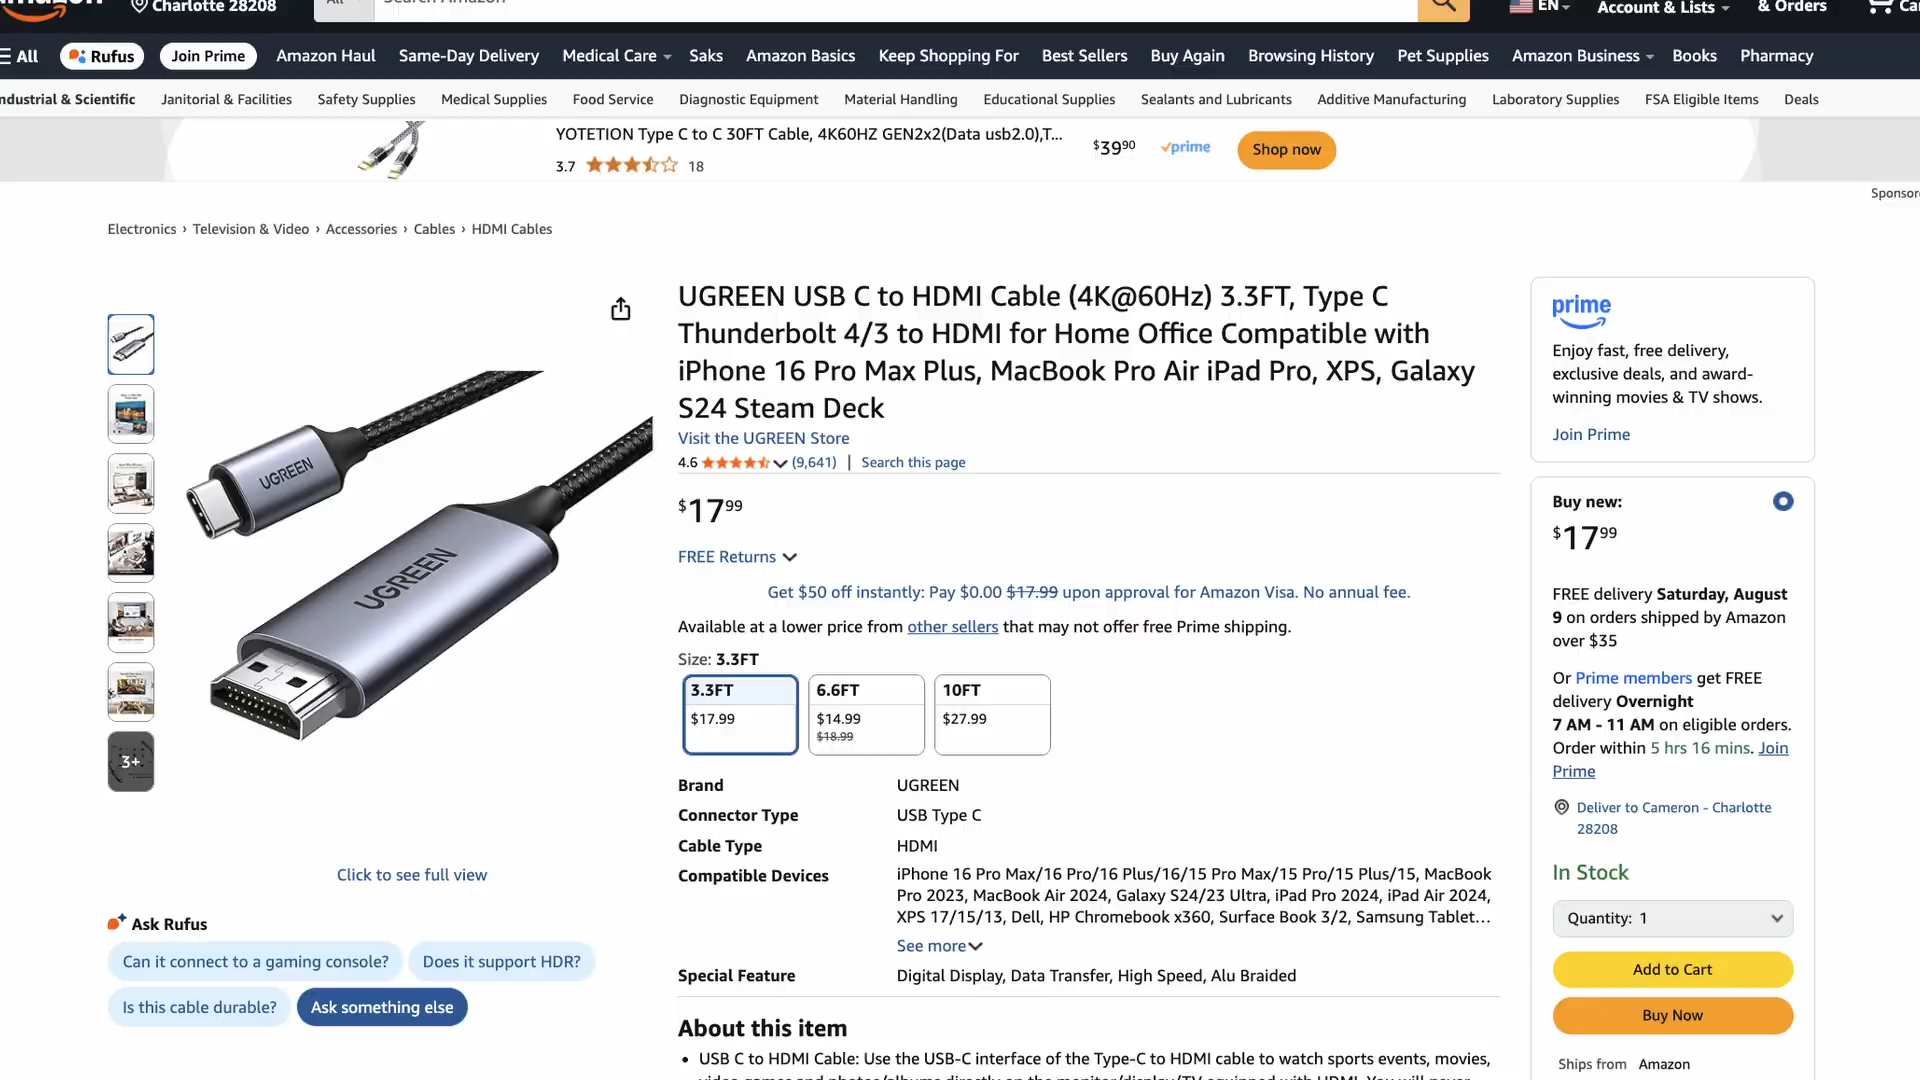 Charlotte 28208
EN
Account & Lists
& Orders
All
Rufus
Join Prime
Amazon Haul
Same-Day Delivery
Medical Care
Saks
Amazon Basics
Keep Shopping For
Best Sellers
Buy Again
Browsing History
Pet Supplies
Amazon Business
Books
Pharmacy
ndustrial & Scientific
Janitorial & Facilities
Safety Supplies
Medical Supplies
Food Service
Diagnostic Equipment
Material Handling
Educational Supplies
Sealants and Lubricants
Additive Manufacturing
Laboratory Supplies
FSA Eligible Items
Deals
YOTETION Type C to C 30FT Cable, 4K60HZ GEN2x2(Data usb2.0),T...
3.7
18
$39 90
prime
Shop now
Sponsor
Electronics › Television & Video › Accessories › Cables › HDMI Cables
UGREEN
UGREEN
3+
Click to see full view
Ask Rufus
Can it connect to a gaming console?
Does it support HDR?
Is this cable durable?
Ask something else
UGREEN USB C to HDMI Cable (4K@60Hz) 3.3FT, Type C
Thunderbolt 4/3 to HDMI for Home Office Compatible with
iPhone 16 Pro Max Plus, MacBook Pro Air iPad Pro, XPS, Galaxy
S24 Steam Deck
Visit the UGREEN Store
4.6 (9,641) | Search this page
$17 99
FREE Returns
Get $50 off instantly: Pay $0.00 $17.99 upon approval for Amazon Visa. No annual fee.
Available at a lower price from other sellers that may not offer free Prime shipping.
Size: 3.3FT
3.3FT
$17.99
6.6FT
$14.99
$18.99
10FT
$27.99
Brand UGREEN
Connector Type USB Type C
Cable Type HDMI
Compatible Devices iPhone 16 Pro Max/16 Pro/16 Plus/16/15 Pro Max/15 Pro/15 Plus/15, MacBook
Pro 2023, MacBook Air 2024, Galaxy S24/23 Ultra, iPad Pro 2024, iPad Air 2024,
XPS 17/15/13, Dell, HP Chromebook x360, Surface Book 3/2, Samsung Tablet...
See more
Special Feature Digital Display, Data Transfer, High Speed, Alu Braided
About this item
• USB C to HDMI Cable: Use the USB-C interface of the Type-C to HDMI cable to watch sports events, movies,
prime
Enjoy fast, free delivery,
exclusive deals, and award-
winning movies & TV shows.
Join Prime
Buy new:
$17 99
FREE delivery Saturday, August
9 on orders shipped by Amazon
over $35
Or Prime members get FREE
delivery Overnight
7 AM - 11 AM on eligible orders.
Order within 5 hrs 16 mins. Join
Prime
Deliver to Cameron - Charlotte
28208
In Stock
Quantity: 1
Add to Cart
Buy Now
Ships from Amazon